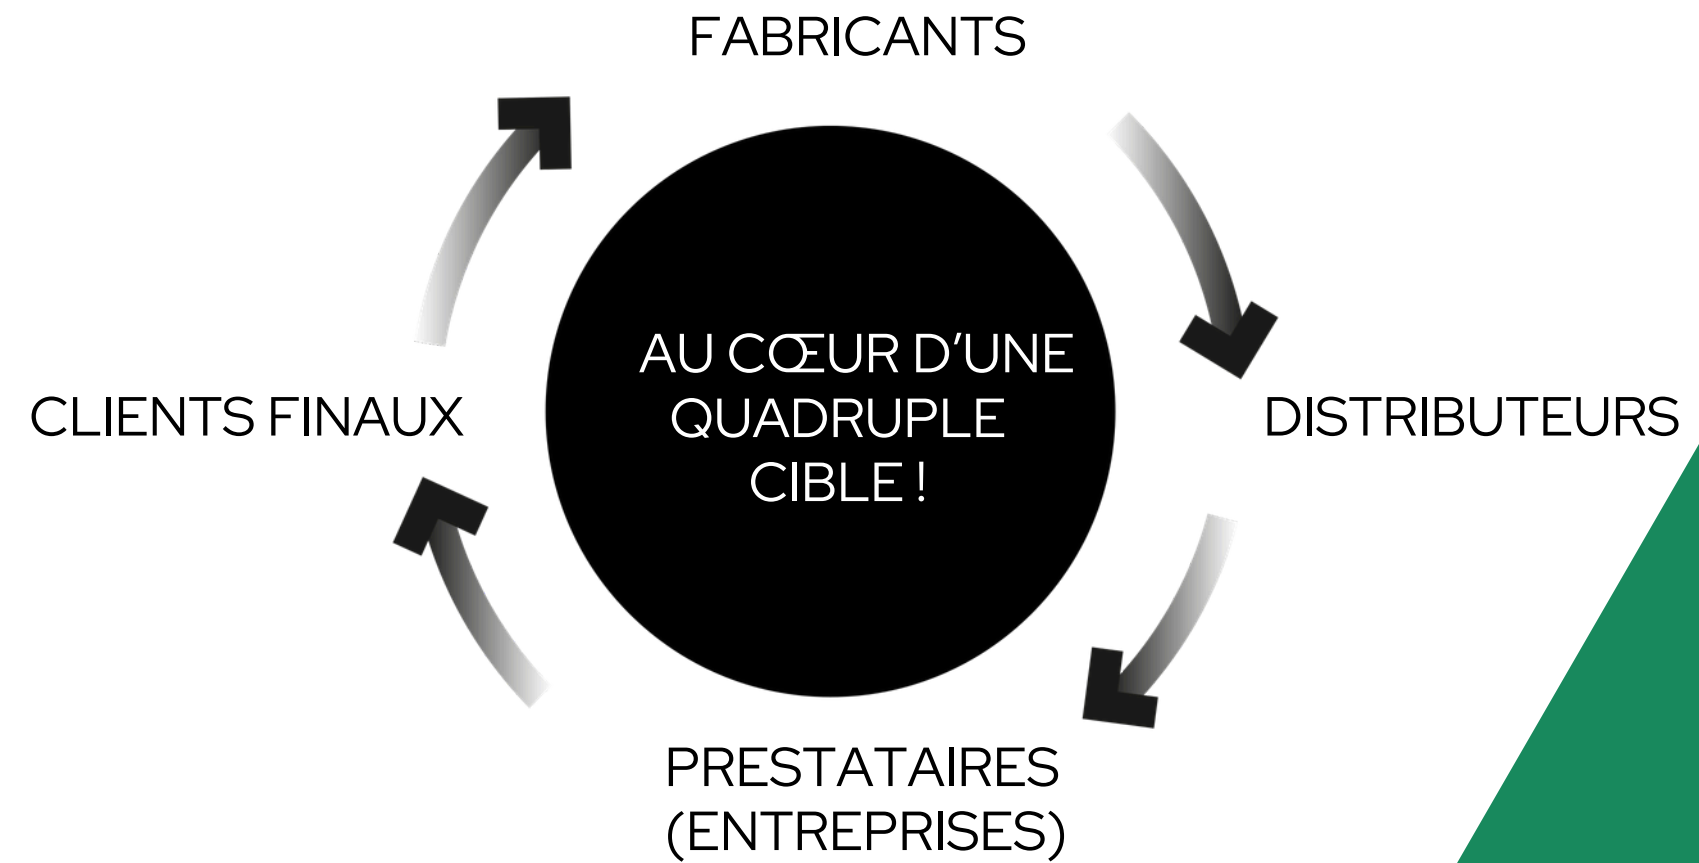 FABRICANTS
AU CŒUR D’UNE
QUADRUPLE
CIBLE !
CLIENTS FINAUX
DISTRIBUTEURS
PRESTATAIRES
(ENTREPRISES)